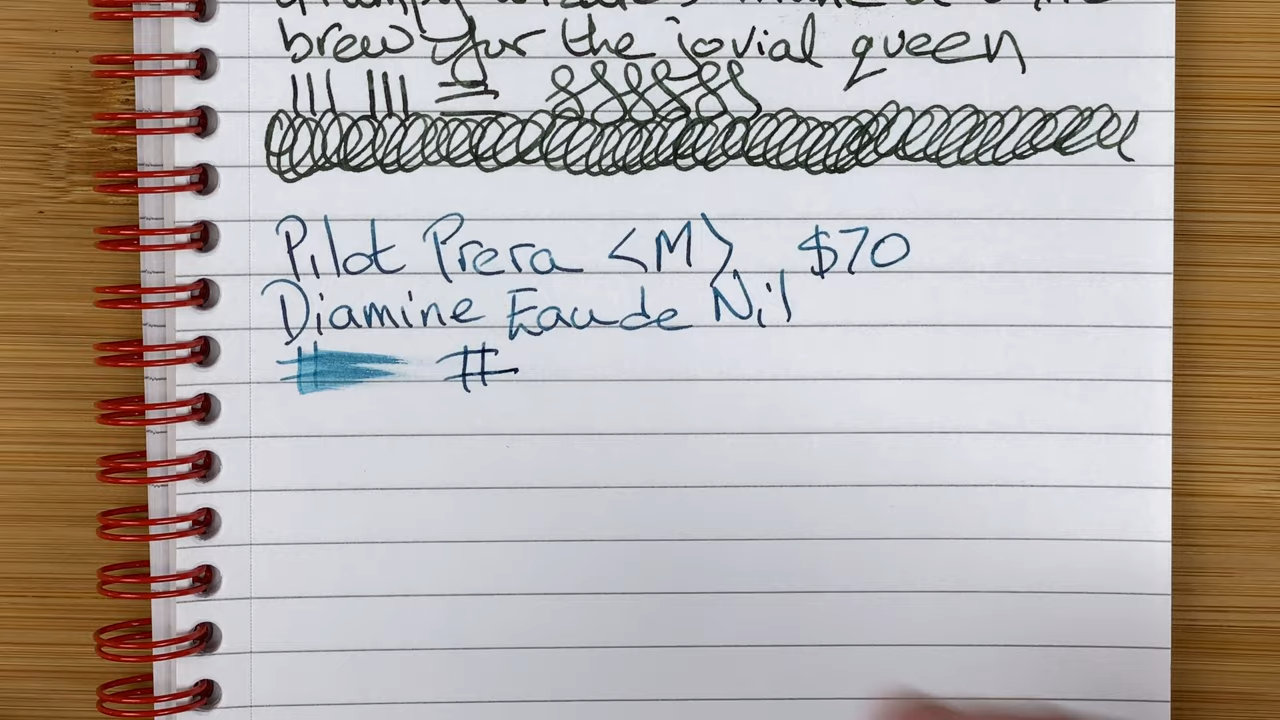 brew for the jovial queen
Pilot Prera <M> $70
Diamine Eau de Nil
#